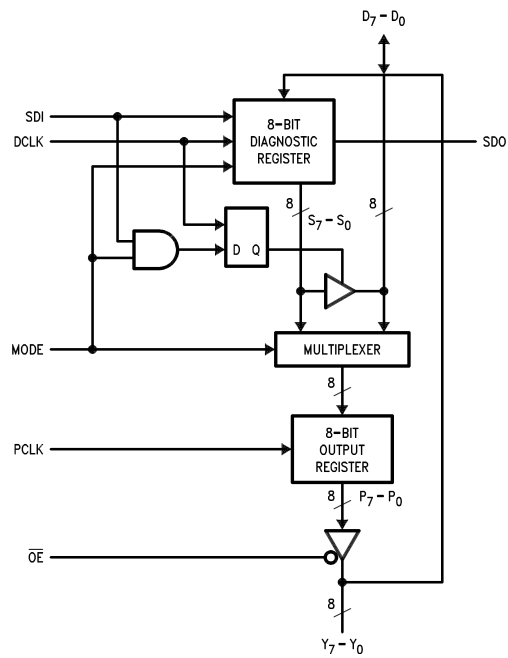 D₇ – D₀
SDI
DCLK
8-BIT
DIAGNOSTIC
REGISTER
SDO
8
S₇ – S₀
8
D Q
MODE
MULTIPLEXER
8
PCLK
8-BIT
OUTPUT
REGISTER
8
P₇ – P₀
O̅E̅
8
Y₇ – Y₀